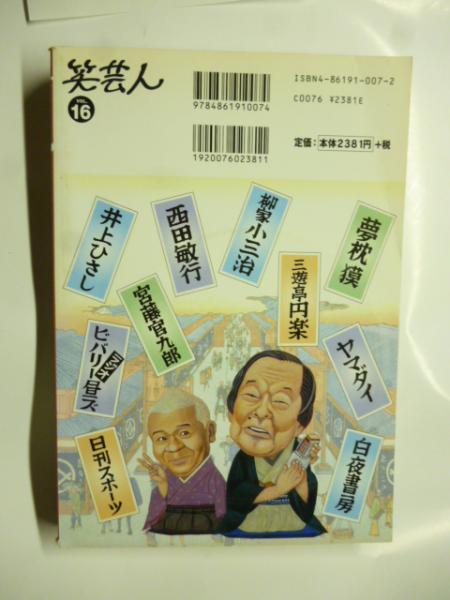 笑芸人
VOL.
16
9784861910074
1920076023811
ISBN4-86191-007-2
C0076 ¥2381E
定価：本体2381円+税
井上ひさし
西田敏行
柳家小三治
夢枕獏
宮藤官九郎
三遊亭円楽
ラジオビバリー昼ズ
ヤマダイ
日刊スポーツ
白夜書房